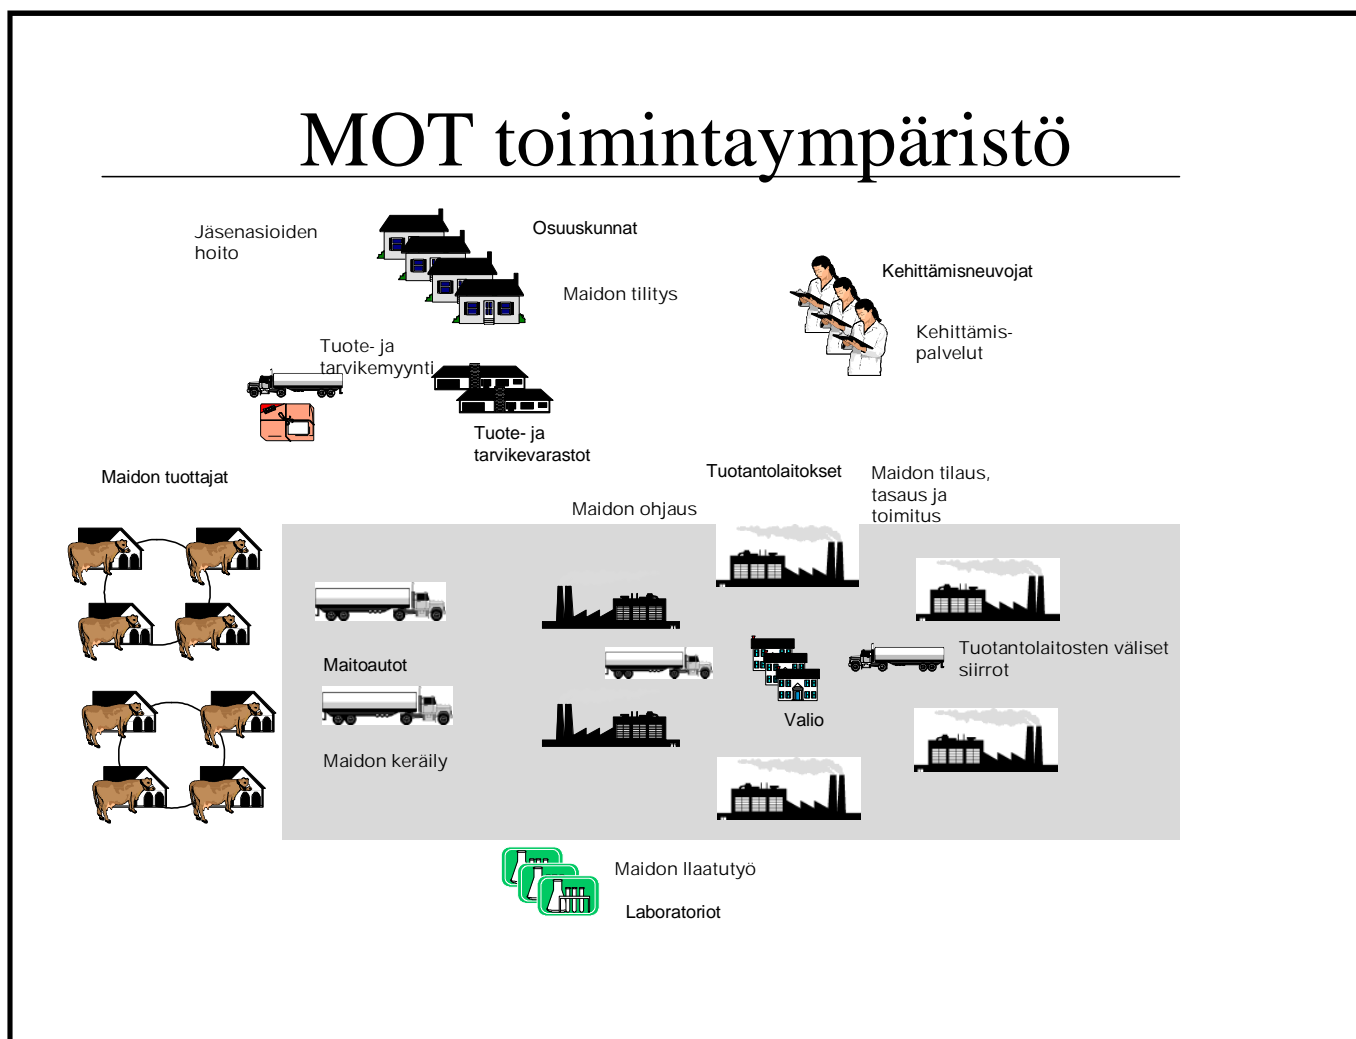 MOT toimintaympäristö
Jäsenasioiden
hoito
Osuuskunnat
Maidon tilitys
Kehittämisneuvojat
Kehittämis-
palvelut
Tuote- ja
tarvikemyynti
Tuote- ja
tarvikevarastot
Maidon tuottajat
Tuotantolaitokset
Maidon tilaus,
tasaus ja
toimitus
Maidon ohjaus
Maitoautot
Tuotantolaitosten väliset
siirrot
Valio
Maidon keräily
Maidon llaatutyö
Laboratoriot